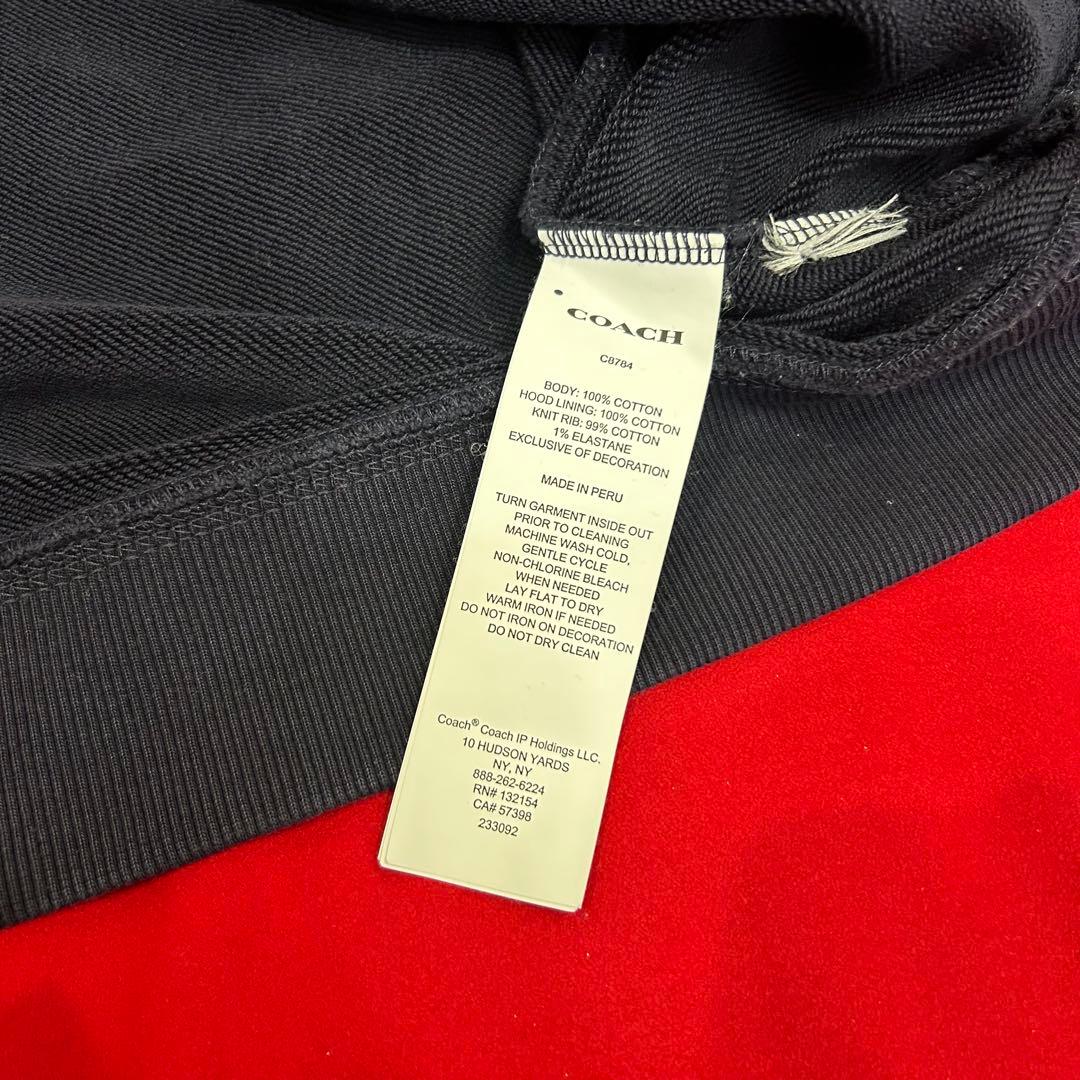 COACH
C8784
BODY: 100% COTTON
HOOD LINING: 100% COTTON
KNIT RIB: 99% COTTON
1% ELASTANE
EXCLUSIVE OF DECORATION
MADE IN PERU
TURN GARMENT INSIDE OUT
PRIOR TO CLEANING
MACHINE WASH COLD,
GENTLE CYCLE
NON-CHLORINE BLEACH
WHEN NEEDED
LAY FLAT TO DRY
WARM IRON IF NEEDED
DO NOT IRON ON DECORATION
DO NOT DRY CLEAN
Coach® Coach IP Holdings LLC.
10 HUDSON YARDS
NY, NY
888-262-6224
RN# 132154
CA# 57398
233092